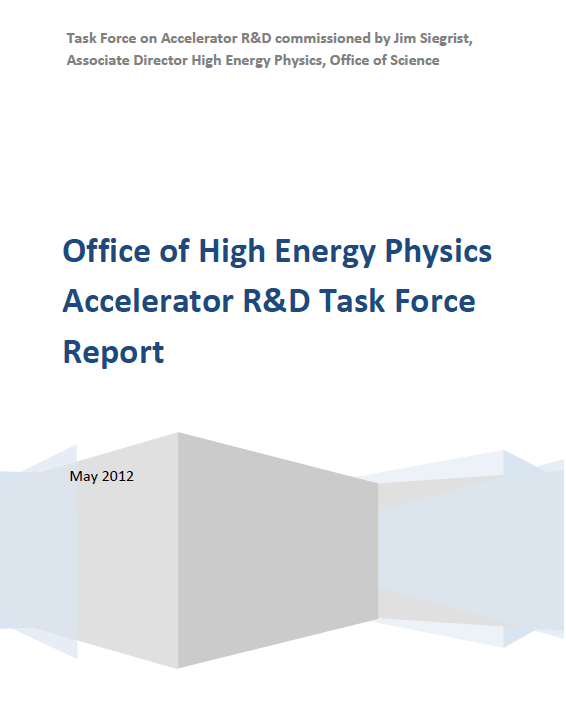 Task Force on Accelerator R&D commissioned by Jim Siegrist,
Associate Director High Energy Physics, Office of Science
Office of High Energy Physics
Accelerator R&D Task Force
Report
May 2012